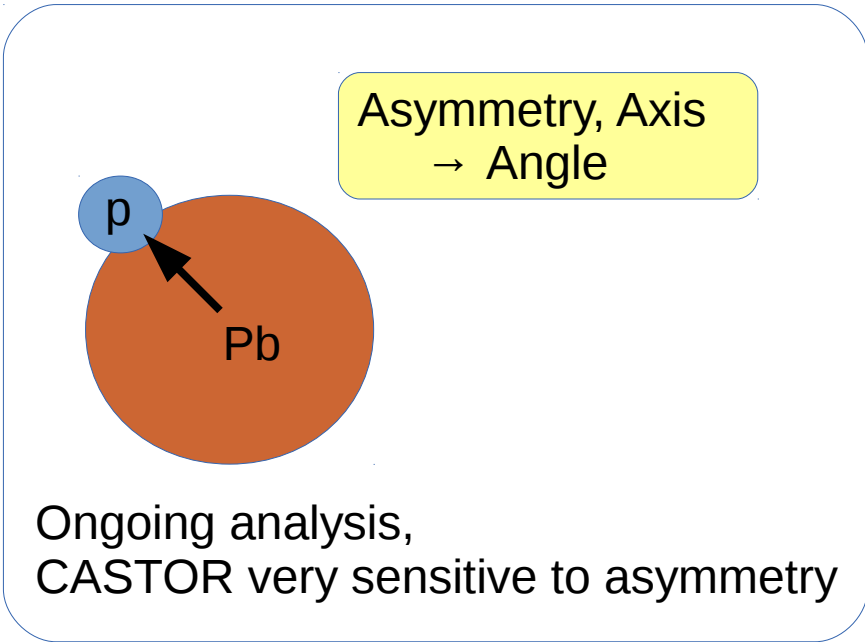 Asymmetry, Axis
→ Angle
p
Pb
Ongoing analysis,
CASTOR very sensitive to asymmetry